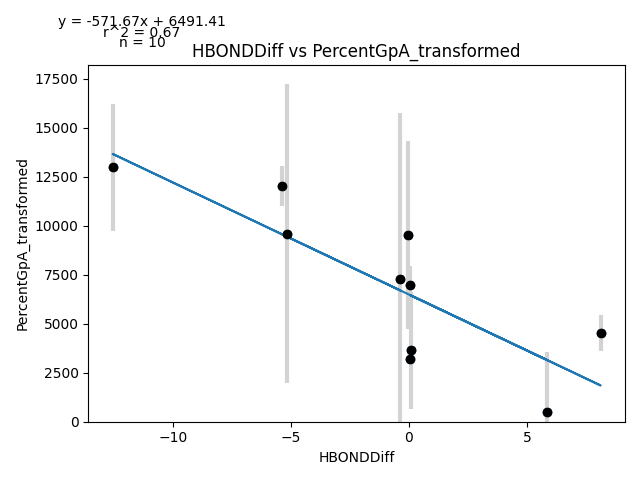 y = -571.67x + 6491.41
r^2 = 0.67
n = 10
HBONDDiff vs PercentGpA_transformed
17500
15000
12500
10000
7500
5000
2500
0
PercentGpA_transformed
−10
−5
0
5
HBONDDiff